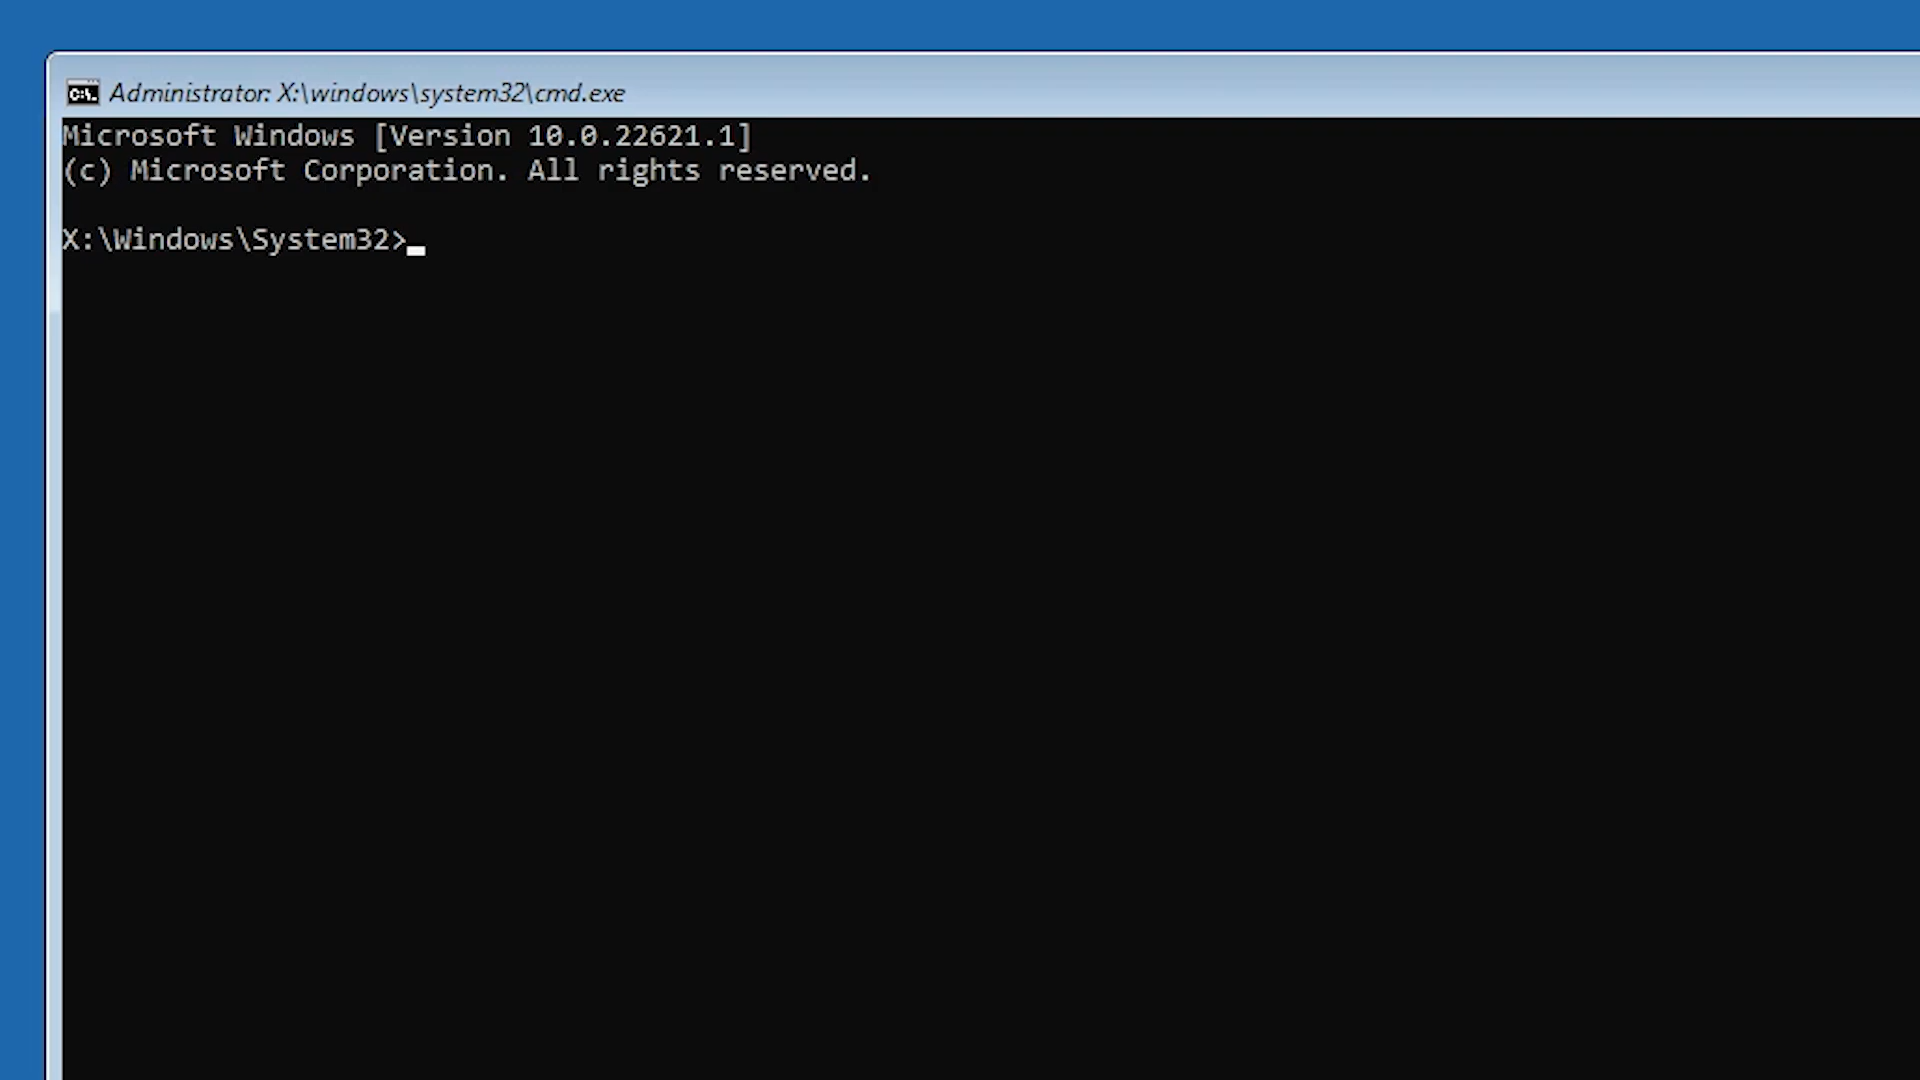 Administrator: X:\windows\system32\cmd.exe
Microsoft Windows [Version 10.0.22621.1]
(c) Microsoft Corporation. All rights reserved.
X:\Windows\System32>